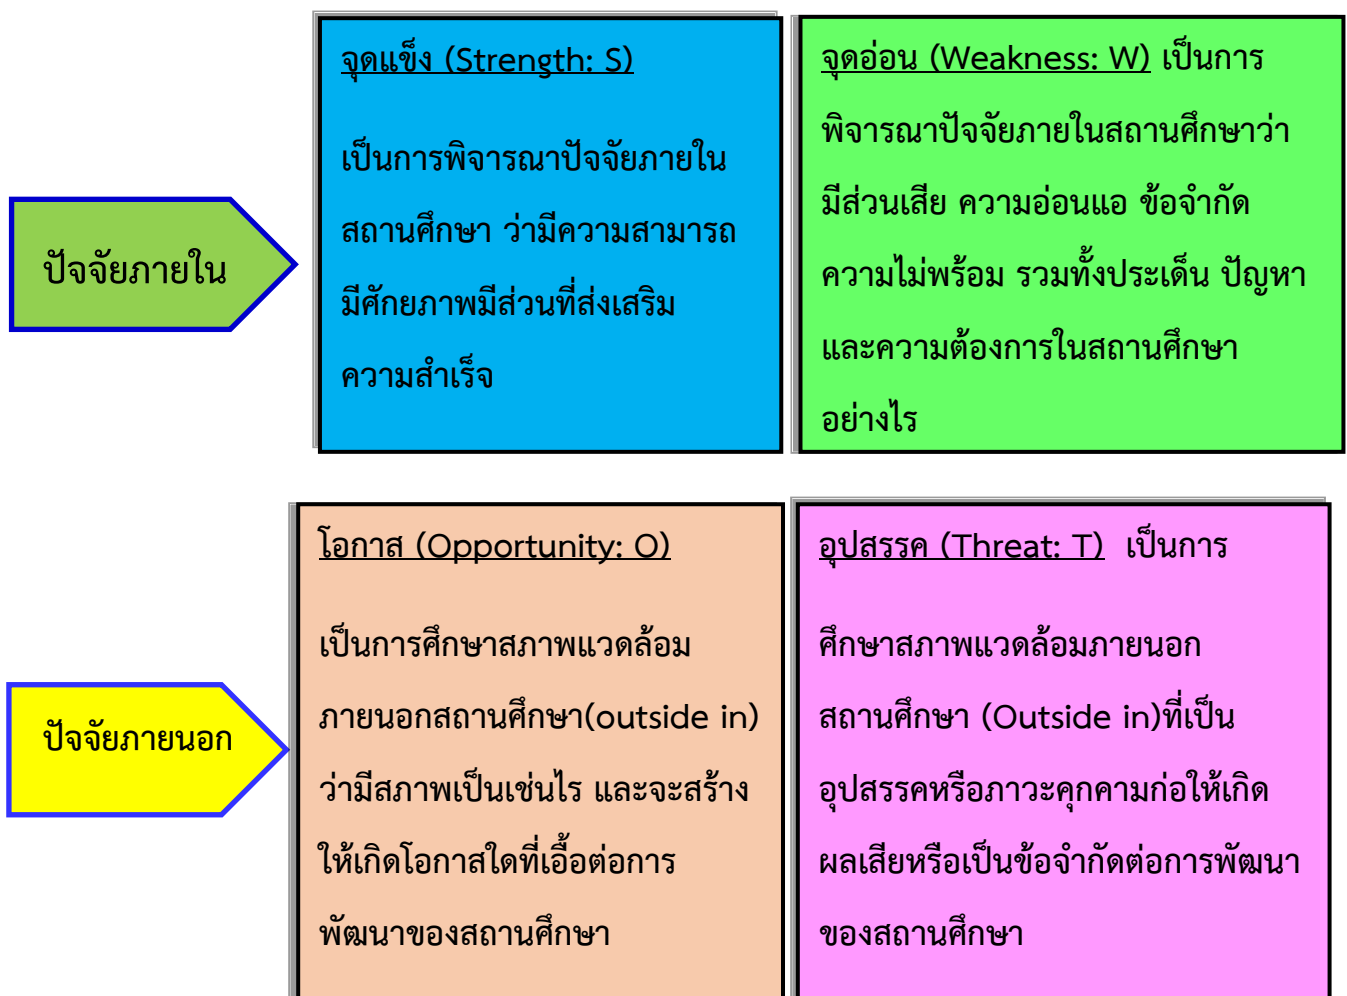 จุดแข็ง (Strength: S)
เป็นการพิจารณาปัจจัยภายใน
สถานศึกษา ว่ามีความสามารถ
มีศักยภาพมีส่วนที่ส่งเสริม
ความสำเร็จ
จุดอ่อน (Weakness: W) เป็นการ
พิจารณาปัจจัยภายในสถานศึกษาว่า
มีส่วนเสีย ความอ่อนแอ ข้อจำกัด
ความไม่พร้อม รวมทั้งประเด็น ปัญหา
และความต้องการในสถานศึกษา
อย่างไร
ปัจจัยภายใน
โอกาส (Opportunity: O)
เป็นการศึกษาสภาพแวดล้อม
ภายนอกสถานศึกษา(outside in)
ว่ามีสภาพเป็นเช่นไร และจะสร้าง
ให้เกิดโอกาสใดที่เอื้อต่อการ
พัฒนาของสถานศึกษา
อุปสรรค (Threat: T) เป็นการ
ศึกษาสภาพแวดล้อมภายนอก
สถานศึกษา (Outside in)ที่เป็น
อุปสรรคหรือภาวะคุกคามก่อให้เกิด
ผลเสียหรือเป็นข้อจำกัดต่อการพัฒนา
ของสถานศึกษา
ปัจจัยภายนอก